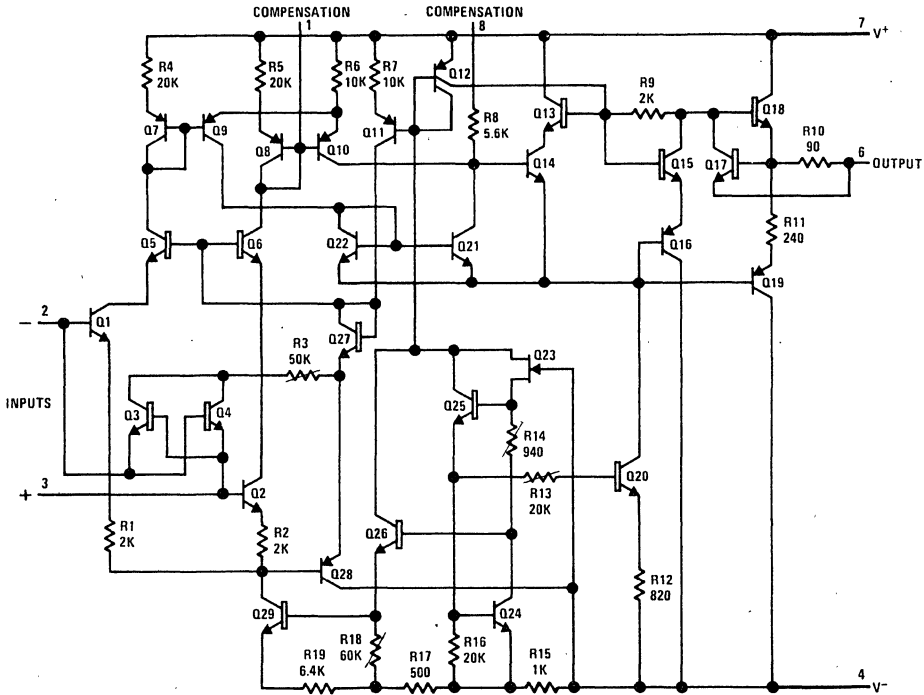 COMPENSATION COMPENSATION
1 8
7 V+
R4 20K
R5 20K
R6 10K
R7 10K
Q12
R8 5.6K
Q13
R9 2K
Q18
Q7
Q9
Q8
Q10
Q11
Q14
Q15
Q17
R10 90
6 OUTPUT
Q5
Q6
Q22
Q21
Q16
R11 240
Q19
− 2
Q1
Q27
R3 50K
Q23
INPUTS
Q3
Q4
Q25
R14 940
R13 20K
Q20
+ 3
Q2
R1 2K
R2 2K
Q26
Q28
R12 820
Q29
Q24
R18 60K
R16 20K
R19 6.4K
R17 500
R15 1K
4 V−